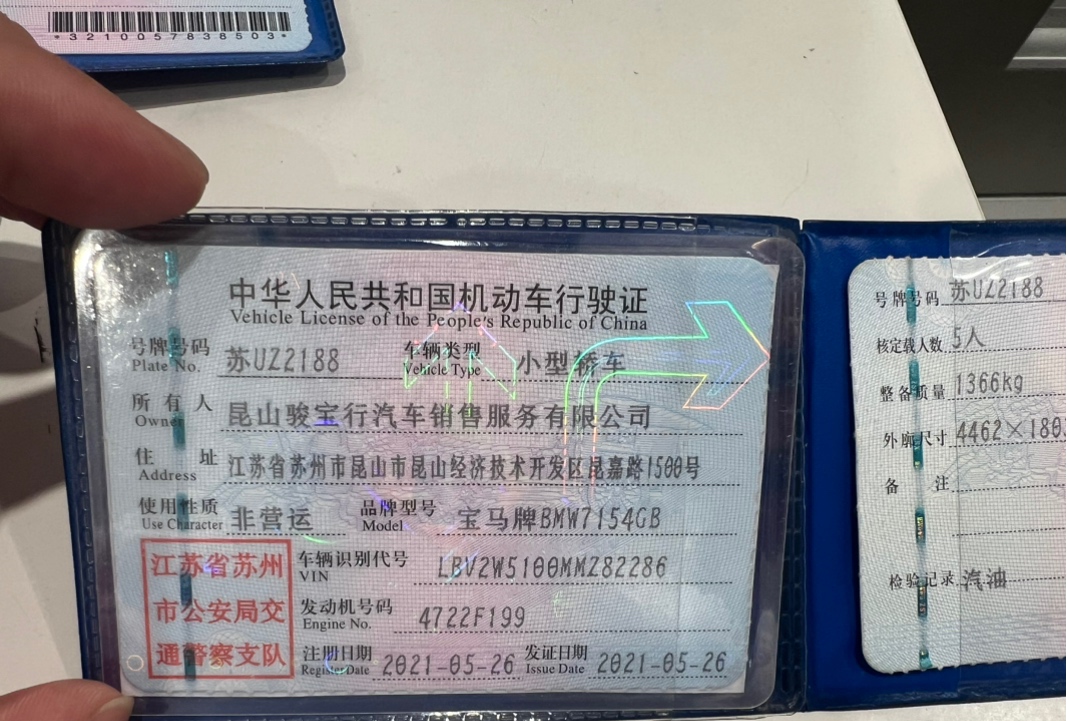 *3210057838503*
中华人民共和国机动车行驶证
Vehicle License of the People's Republic of China
号牌号码 苏UZ2188 车辆类型 小型轿车
Plate No. Vehicle Type
所有人 昆山骏宝行汽车销售服务有限公司
Owner
住址 江苏省苏州市昆山市昆山经济技术开发区昆嘉路1500号
Address
使用性质 非营运 品牌型号 宝马牌BMW7154GB
Use Character Model
江苏省苏州
市公安局交
通警察支队
车辆识别代号 LBV2W5100MMZ82286
VIN
发动机号码 4722F199
Engine No.
注册日期 2021-05-26 发证日期 2021-05-26
Register Date Issue Date
号牌号码 苏UZ2188
核定载人数 5人
整备质量 1366kg
外廓尺寸 4462×1803
备注
检验记录 汽油